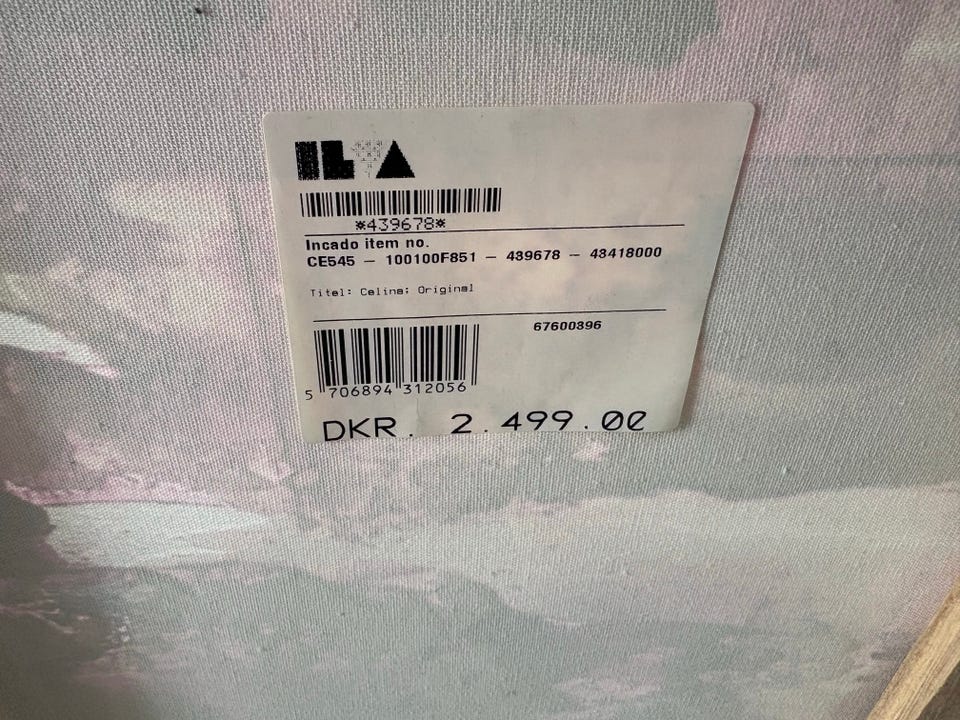 ILVA
*439678*
Incado item no.
CE545 – 100100F851 – 439678 – 43418000
Titel: Celina: Original
67600896
5 706894 312056
DKR. 2.499.00